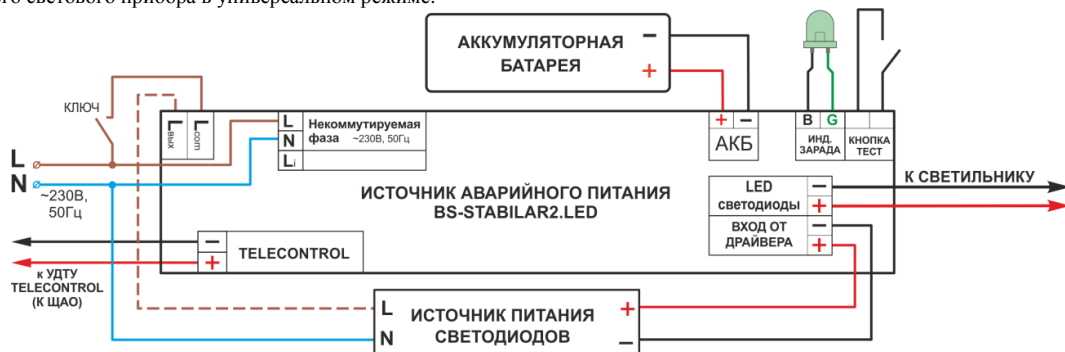 ого светового прибора в универсальном режиме.
АККУМУЛЯТОРНАЯ
БАТАРЕЯ
−
+
КЛЮЧ
Lвых
Lcom
L
N
Li
Некоммутируемая
фаза ~230В, 50Гц
+ −
АКБ
B G
ИНД.
ЗАРАДА
КНОПКА
ТЕСТ
L
N
~230В,
50Гц
ИСТОЧНИК АВАРИЙНОГО ПИТАНИЯ
BS-STABILAR2.LED
LED
светодиоды
−
+
ВХОД ОТ
ДРАЙВЕРА
−
+
К СВЕТИЛЬНИКУ
−
+
TELECONTROL
к УДТУ
TELECONTROL
(К ЩАО)
L
N
ИСТОЧНИК ПИТАНИЯ
СВЕТОДИОДОВ
+
−